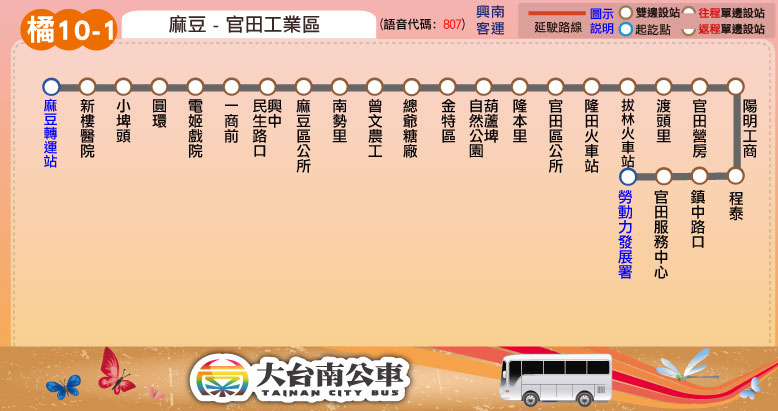 橘10-1
麻豆 - 官田工業區
(語音代碼：807)
興南
客運
延駛路線
圖示
說明
雙邊設站
往程單邊設站
起訖點
返程單邊設站
麻豆轉運站
新樓醫院
小埤頭
圓環
電姬戲院
一商前
興中
民生路口
麻豆區公所
南勢里
曾文農工
總爺糖廠
金特區
葫蘆埤
自然公園
隆本里
官田區公所
隆田火車站
拔林火車站
渡頭里
官田營房
陽明工商
程泰
鎮中路口
官田服務中心
勞動力發展署
大台南公車
TAINAN CITY BUS